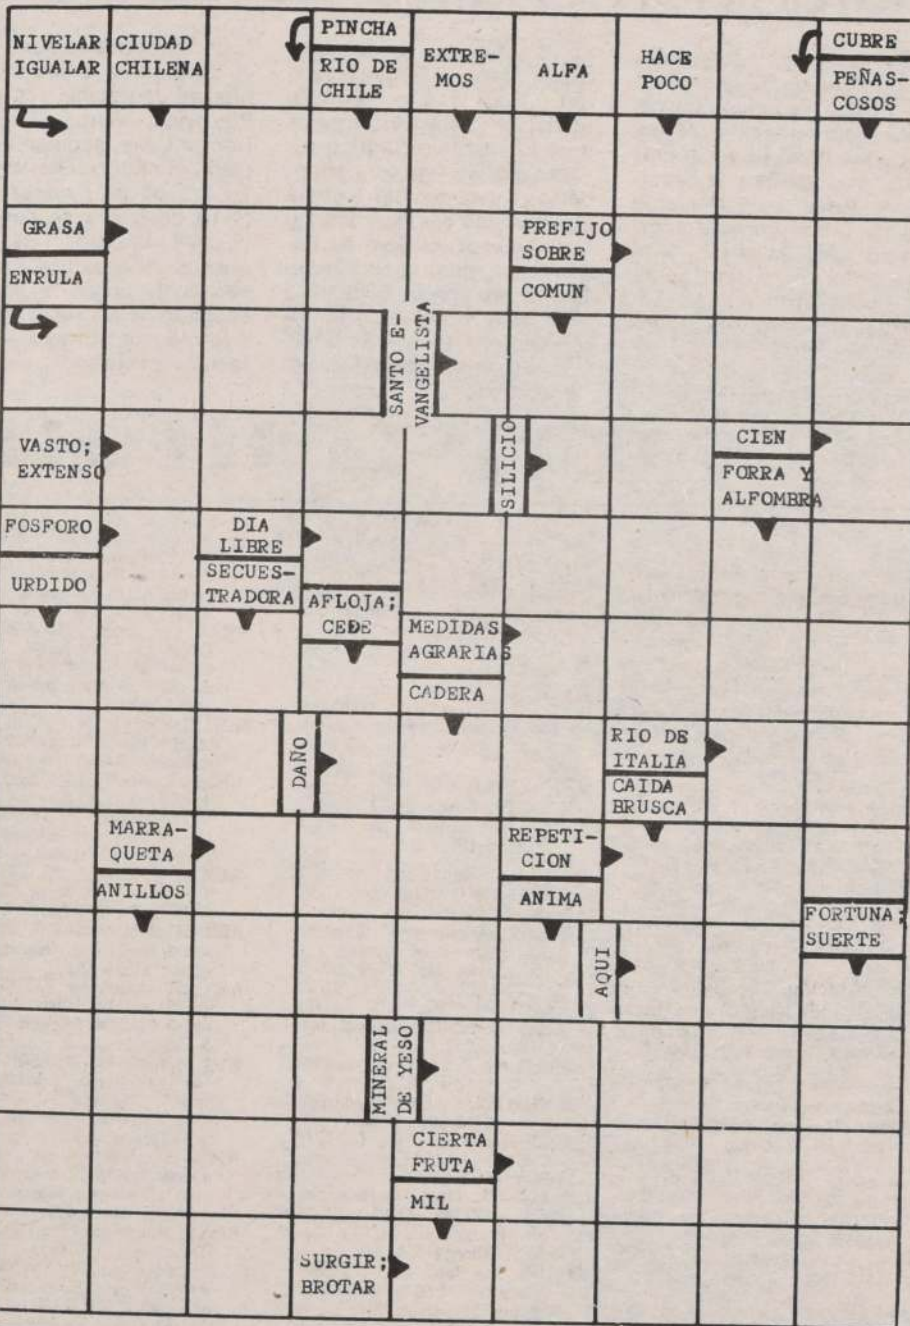 NIVELAR;
IGUALAR
CIUDAD
CHILENA
PINCHA
RIO DE
CHILE
EXTRE-
MOS
ALFA
HACE
POCO
CUBRE
PEÑAS-
COSOS
GRASA
ENRULA
PREFIJO
SOBRE
COMUN
SANTO E-
VANGELISTA
VASTO;
EXTENSO
SILICIO
CIEN
FORRA Y
ALFOMBRA
FOSFORO
URDIDO
DIA
LIBRE
SECUES-
TRADORA
AFLOJA;
CEDE
MEDIDAS
AGRARIAS
CADERA
DAÑO
RIO DE
ITALIA
CAIDA
BRUSCA
MARRA-
QUETA
ANILLOS
REPETI-
CION
ANIMA
FORTUNA;
SUERTE
AQUI
MINERAL
DE YESO
CIERTA
FRUTA
MIL
SURGIR;
BROTAR